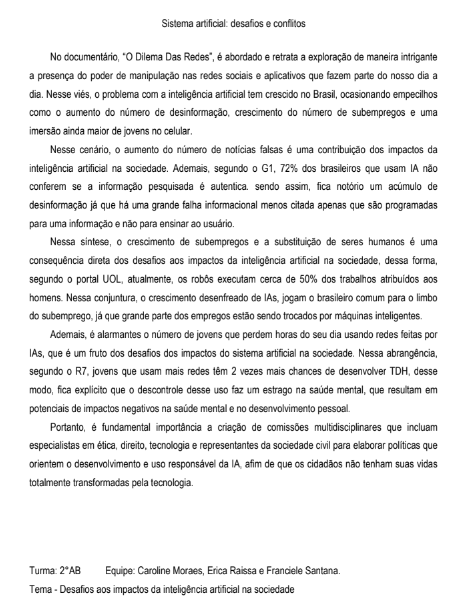 Sistema artificial: desafios e conflitos
No documentário, "O Dilema Das Redes", é abordado e retrata a exploração de maneira intrigante
a presença do poder de manipulação nas redes sociais e aplicativos que fazem parte do nosso dia a
dia. Nesse viés, o problema com a inteligência artificial tem crescido no Brasil, ocasionando empecilhos
como o aumento do número de desinformação, crescimento do número de subempregos e uma
imersão ainda maior de jovens no celular.
Nesse cenário, o aumento do número de notícias falsas é uma contribuição dos impactos da
inteligência artificial na sociedade. Ademais, segundo o G1, 72% dos brasileiros que usam IA não
conferem se a informação pesquisada é autentica. sendo assim, fica notório um acúmulo de
desinformação já que há uma grande falha informacional menos citada apenas que são programadas
para uma informação e não para ensinar ao usuário.
Nessa síntese, o crescimento de subempregos e a substituição de seres humanos é uma
consequência direta dos desafios aos impactos da inteligência artificial na sociedade, dessa forma,
segundo o portal UOL, atualmente, os robôs executam cerca de 50% dos trabalhos atribuídos aos
homens. Nessa conjuntura, o crescimento desenfreado de IAs, jogam o brasileiro comum para o limbo
do subemprego, já que grande parte dos empregos estão sendo trocados por máquinas inteligentes.
Ademais, é alarmantes o número de jovens que perdem horas do seu dia usando redes feitas por
IAs, que é um fruto dos desafios dos impactos do sistema artificial na sociedade. Nessa abrangência,
segundo o R7, jovens que usam mais redes têm 2 vezes mais chances de desenvolver TDH, desse
modo, fica explícito que o descontrole desse uso faz um estrago na saúde mental, que resultam em
potenciais de impactos negativos na saúde mental e no desenvolvimento pessoal.
Portanto, é fundamental importância a criação de comissões multidisciplinares que incluam
especialistas em ética, direito, tecnologia e representantes da sociedade civil para elaborar políticas que
orientem o desenvolvimento e uso responsável da IA, afim de que os cidadãos não tenham suas vidas
totalmente transformadas pela tecnologia.
Turma: 2°AB Equipe: Caroline Moraes, Erica Raissa e Franciele Santana.
Tema - Desafios aos impactos da inteligência artificial na sociedade